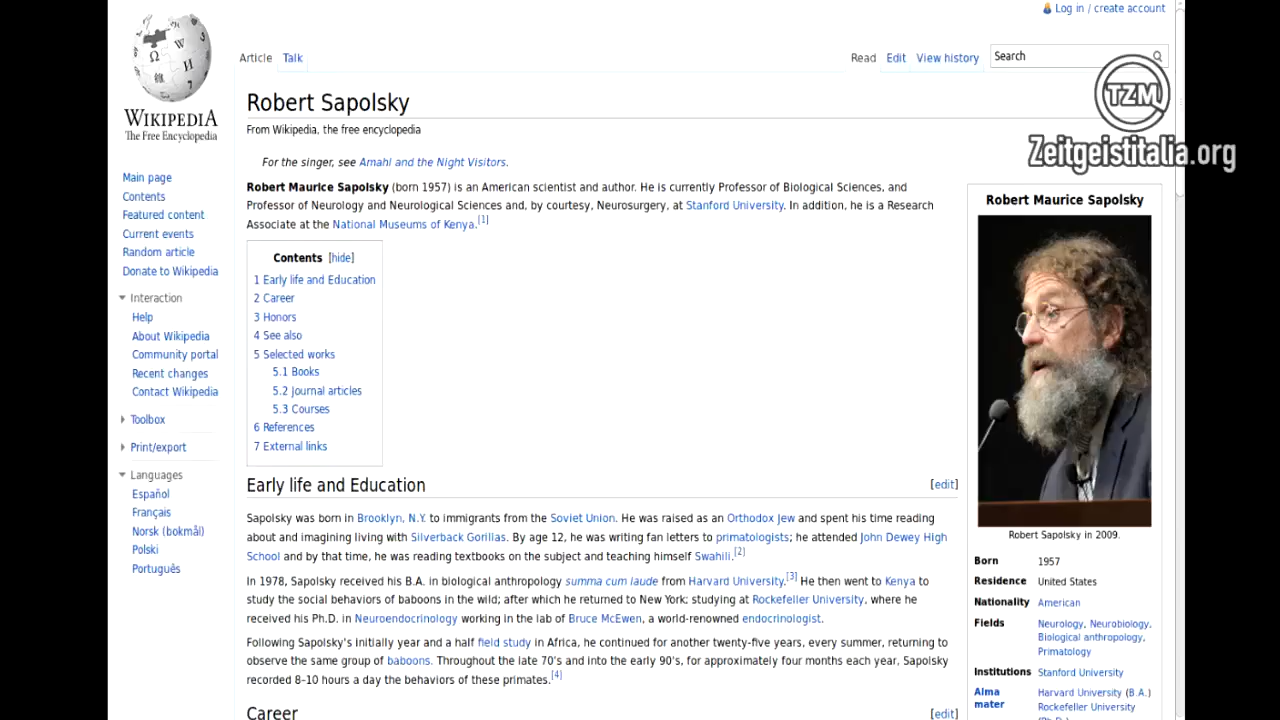 Log in / create account
Article Talk Read Edit View history Search
TZM
WIKIPEDIA
The Free Encyclopedia
Zeitgeistitalia.org
Robert Sapolsky
From Wikipedia, the free encyclopedia
For the singer, see Amahl and the Night Visitors.
Robert Maurice Sapolsky (born 1957) is an American scientist and author. He is currently Professor of Biological Sciences, and
Professor of Neurology and Neurological Sciences and, by courtesy, Neurosurgery, at Stanford University. In addition, he is a Research
Associate at the National Museums of Kenya.[1]
Main page
Contents
Featured content
Current events
Random article
Donate to Wikipedia
Interaction
Help
About Wikipedia
Community portal
Recent changes
Contact Wikipedia
Toolbox
Print/export
Languages
Español
Français
Norsk (bokmål)
Polski
Português
Contents [hide]
1 Early life and Education
2 Career
3 Honors
4 See also
5 Selected works
5.1 Books
5.2 Journal articles
5.3 Courses
6 References
7 External links
Early life and Education [edit]
Sapolsky was born in Brooklyn, N.Y. to immigrants from the Soviet Union. He was raised as an Orthodox Jew and spent his time reading
about and imagining living with Silverback Gorillas. By age 12, he was writing fan letters to primatologists; he attended John Dewey High
School and by that time, he was reading textbooks on the subject and teaching himself Swahili.[2]
In 1978, Sapolsky received his B.A. in biological anthropology summa cum laude from Harvard University.[3] He then went to Kenya to
study the social behaviors of baboons in the wild; after which he returned to New York; studying at Rockefeller University, where he
received his Ph.D. in Neuroendocrinology working in the lab of Bruce McEwen, a world-renowned endocrinologist.
Following Sapolsky's initially year and a half field study in Africa, he continued for another twenty-five years, every summer, returning to
observe the same group of baboons. Throughout the late 70's and into the early 90's, for approximately four months each year, Sapolsky
recorded 8–10 hours a day the behaviors of these primates.[4]
Career [edit]
Robert Maurice Sapolsky
Robert Sapolsky in 2009.
Born 1957
Residence United States
Nationality American
Fields Neurology, Neurobiology,
Biological anthropology,
Primatology
Institutions Stanford University
Alma Harvard University (B.A.)
mater Rockefeller University
(Ph.D.)